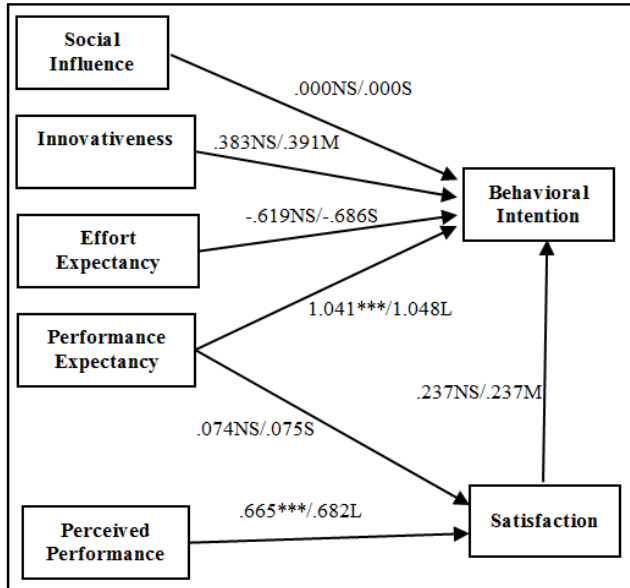 Social
Influence
.000NS/.000S
Innovativeness
.383NS/.391M
Behavioral
Intention
Effort
Expectancy
-.619NS/-.686S
Performance
Expectancy
1.041***/1.048L
.237NS/.237M
.074NS/.075S
Perceived
Performance
.665***/.682L
Satisfaction